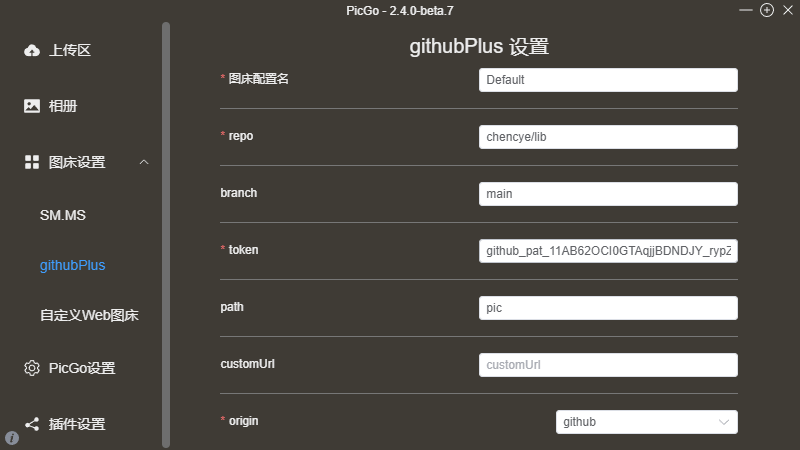 PicGo - 2.4.0-beta.7
上传区
相册
图床设置
SM.MS
githubPlus
自定义Web图床
PicGo设置
插件设置
githubPlus 设置
* 图床配置名
Default
* repo
chencye/lib
branch
main
* token
github_pat_11AB62OCI0GTAqjjBDNDJY_rypZ
path
pic
customUrl
customUrl
* origin
github